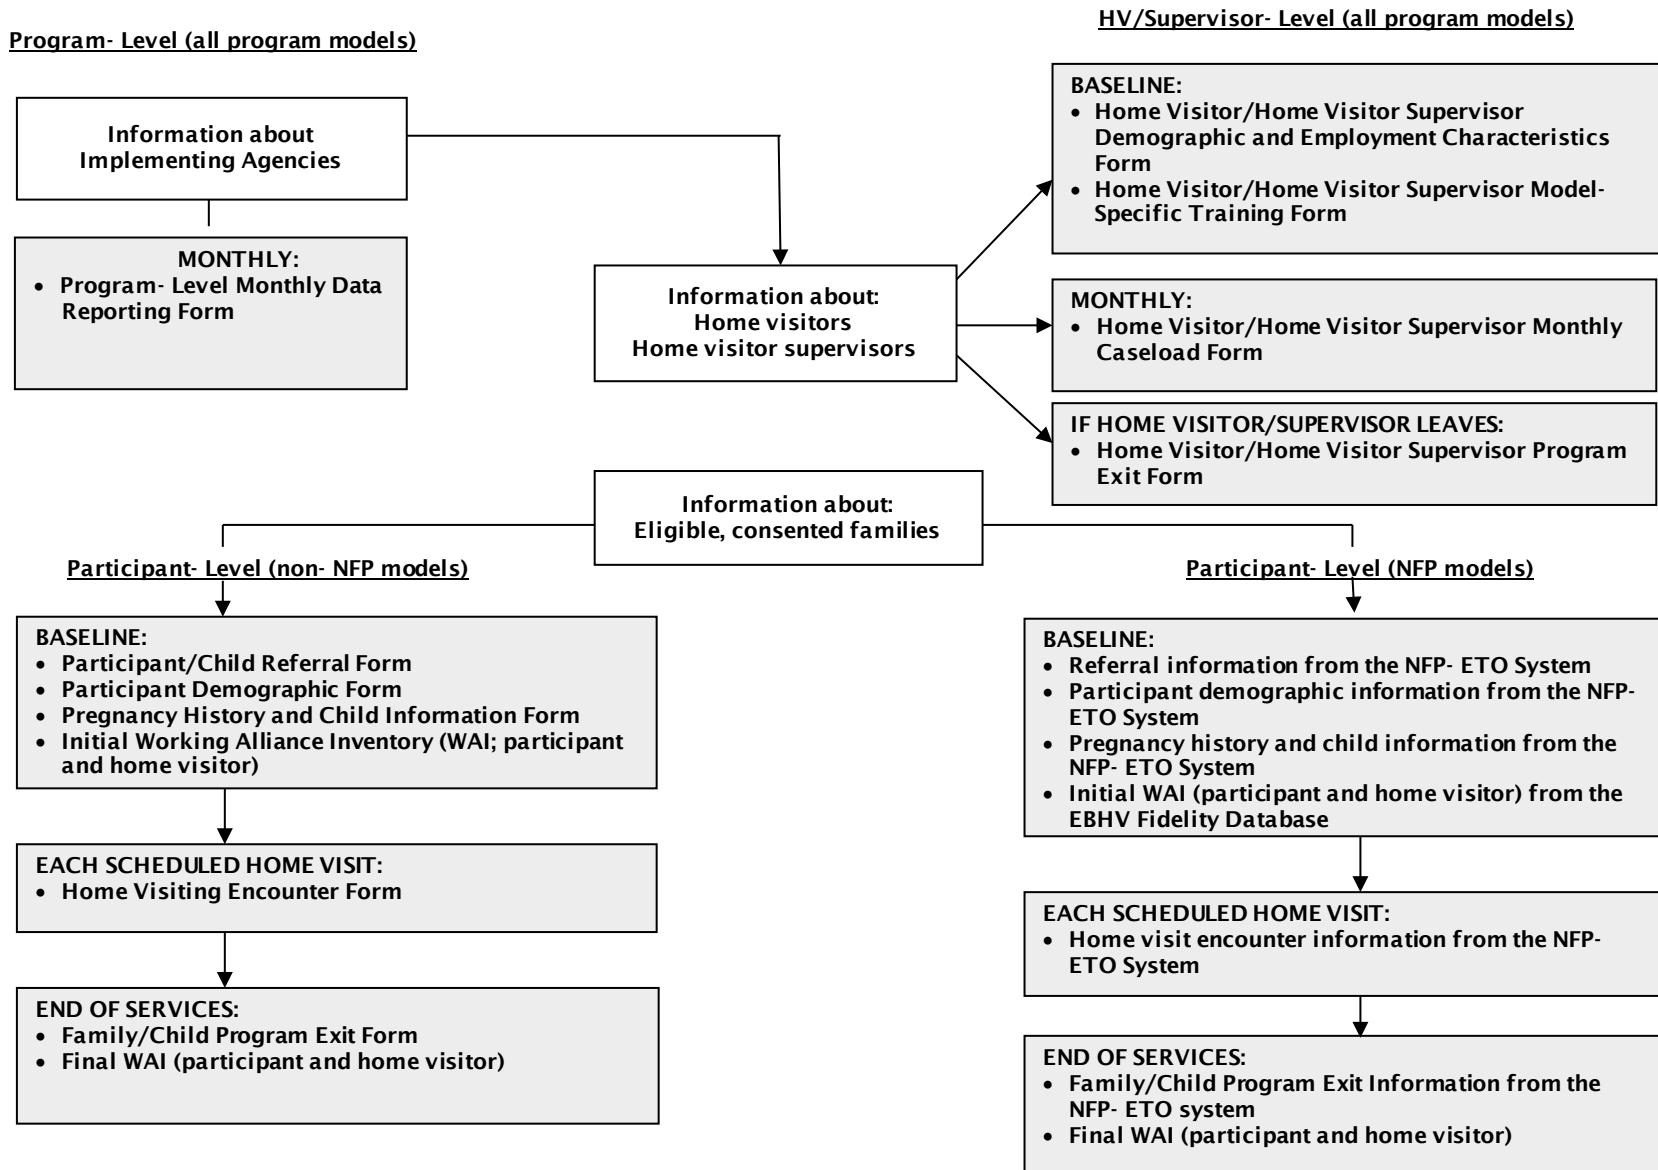 Program- Level (all program models)
Information about
Implementing Agencies
MONTHLY:
• Program- Level Monthly Data
Reporting Form
Information about:
Home visitors
Home visitor supervisors
HV/Supervisor- Level (all program models)
BASELINE:
• Home Visitor/Home Visitor Supervisor
Demographic and Employment Characteristics
Form
• Home Visitor/Home Visitor Supervisor Model-
Specific Training Form
MONTHLY:
• Home Visitor/Home Visitor Supervisor Monthly
Caseload Form
IF HOME VISITOR/SUPERVISOR LEAVES:
• Home Visitor/Home Visitor Supervisor Program
Exit Form
Information about:
Eligible, consented families
Participant- Level (non- NFP models)
BASELINE:
• Participant/Child Referral Form
• Participant Demographic Form
• Pregnancy History and Child Information Form
• Initial Working Alliance Inventory (WAI; participant
and home visitor)
EACH SCHEDULED HOME VISIT:
• Home Visiting Encounter Form
END OF SERVICES:
• Family/Child Program Exit Form
• Final WAI (participant and home visitor)
Participant- Level (NFP models)
BASELINE:
• Referral information from the NFP- ETO System
• Participant demographic information from the NFP-
ETO System
• Pregnancy history and child information from the
NFP- ETO System
• Initial WAI (participant and home visitor) from the
EBHV Fidelity Database
EACH SCHEDULED HOME VISIT:
• Home visit encounter information from the NFP-
ETO System
END OF SERVICES:
• Family/Child Program Exit Information from the
NFP- ETO system
• Final WAI (participant and home visitor)